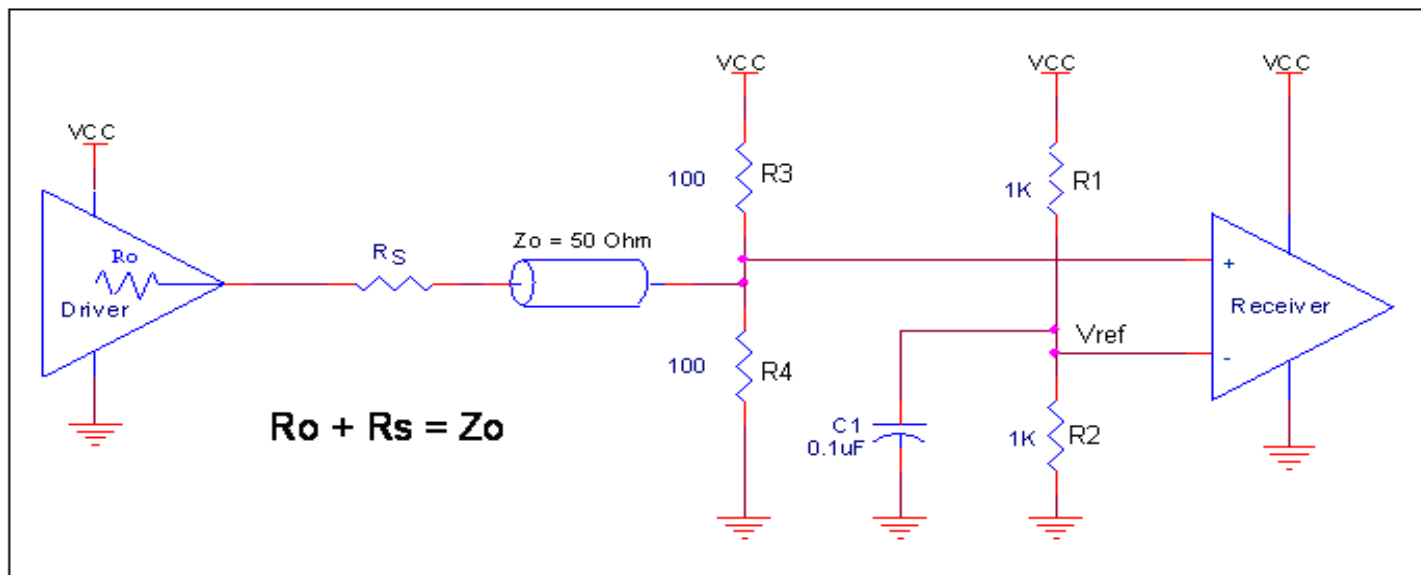 VCC
VCC
VCC
VCC
R3
100
R1
1K
Ro
Driver
RS
Zo = 50 Ohm
+
Receiver
Vref
-
R4
100
Ro + Rs = Zo
C1
0.1uF
R2
1K